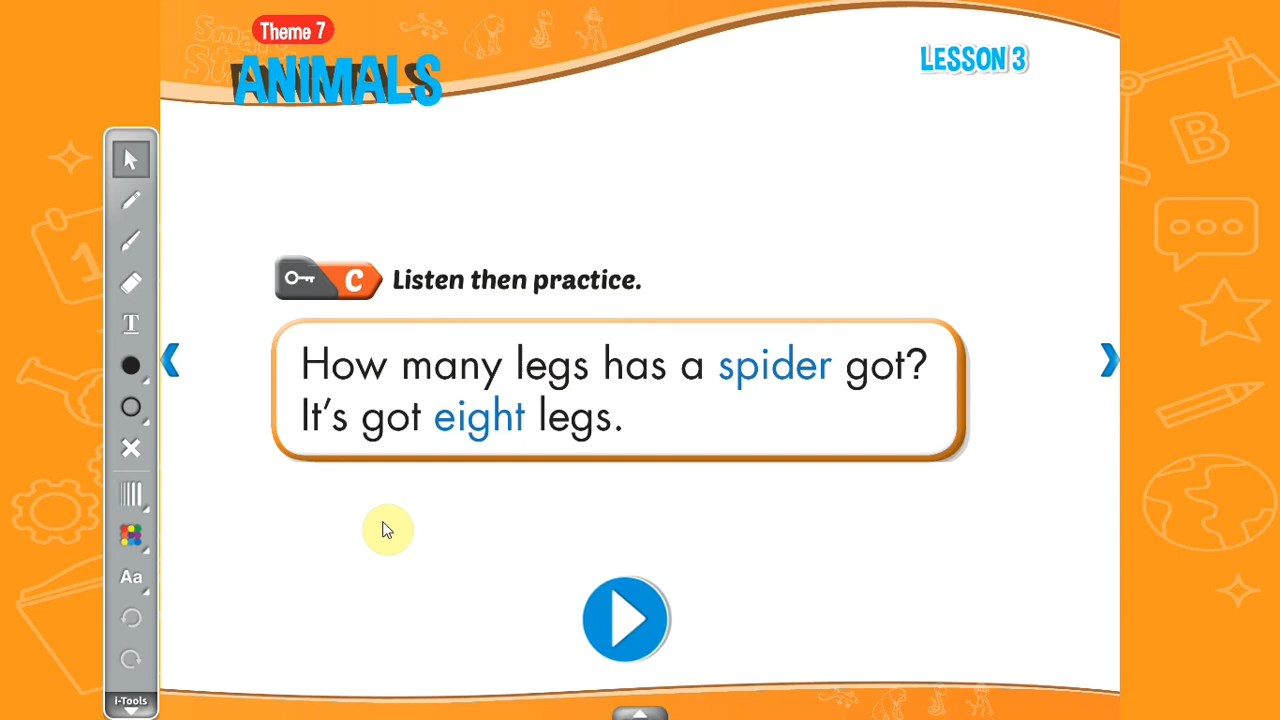 Theme 7
ANIMALS
LESSON 3
C Listen then practice.
How many legs has a spider got?
It's got eight legs.
T
Aa
i-Tools
1
B